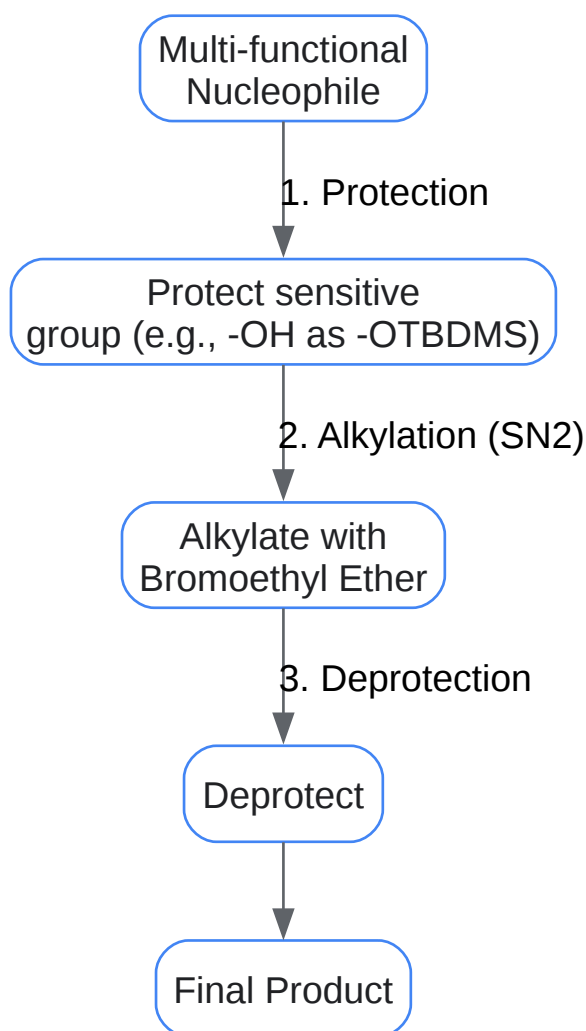 Multi-functional
Nucleophile
1. Protection
Protect sensitive
group (e.g., -OH as -OTBDMS)
2. Alkylation (SN2)
Alkylate with
Bromoethyl Ether
3. Deprotection
Deprotect
Final Product